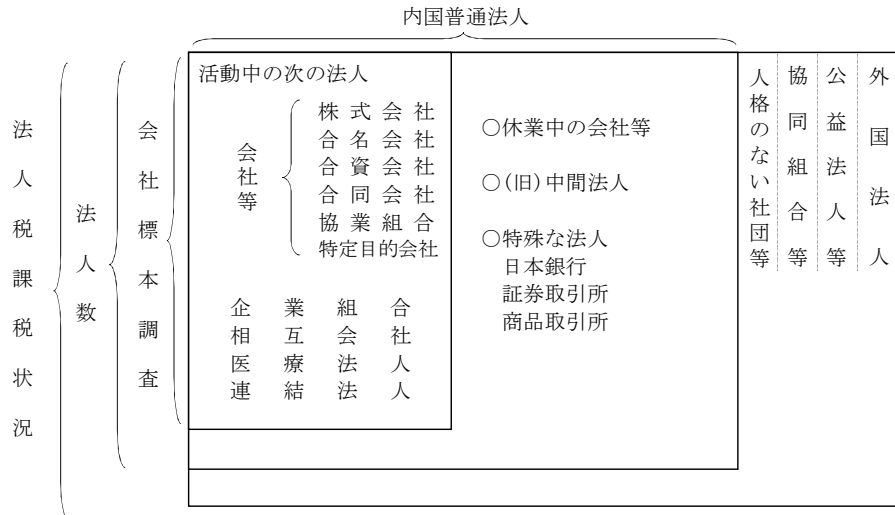 内国普通法人
法人税課税状況
法人数
会社標本調査
活動中の次の法人
会社等
株式会社
合名会社
合資会社
合同会社
協業組合
特定目的会社
企業組合
相互会社
医療法人
連結法人
○休業中の会社等
○(旧)中間法人
○特殊な法人
日本銀行
証券取引所
商品取引所
人格のない社団等
協同組合等
公益法人等
外国法人